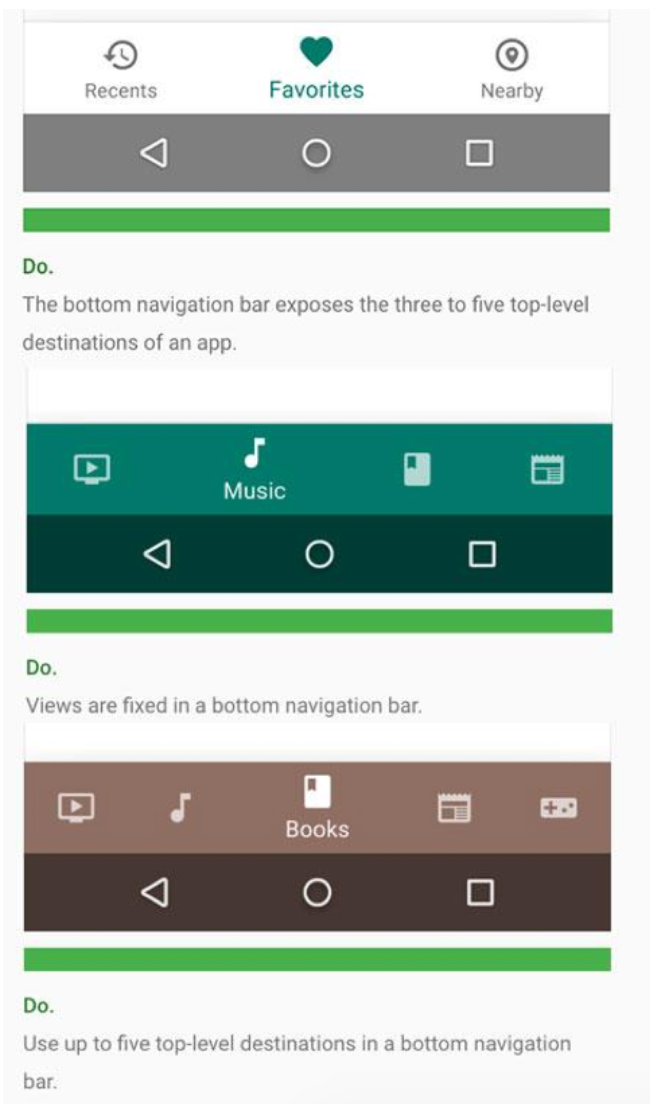 Recents Favorites Nearby
Do.
The bottom navigation bar exposes the three to five top-level
destinations of an app.
Music
Do.
Views are fixed in a bottom navigation bar.
Books
Do.
Use up to five top-level destinations in a bottom navigation
bar.